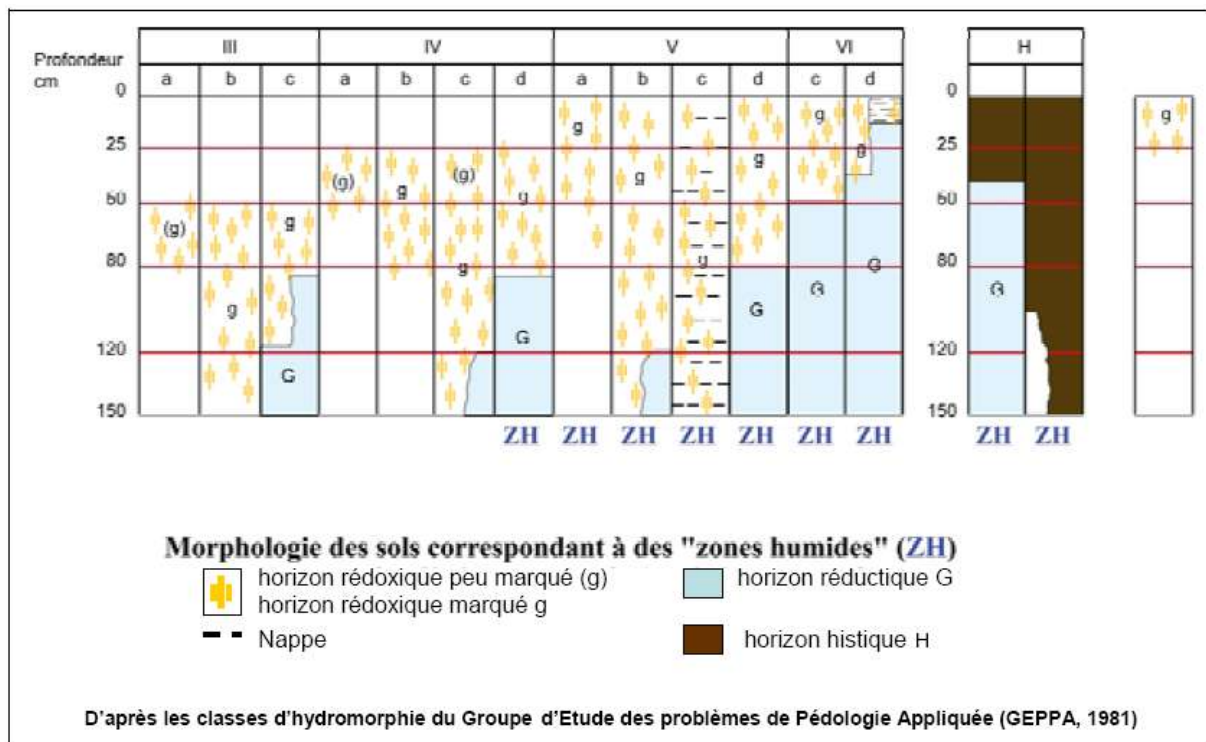 III IV V VI H
Profondeur
cm
a b c a b c d a b c d c d
0 0
g g g
25 25
g g
(g) g (g) g
g
50 50
(g) g
80 80
g G G
g G G G
120 120
G G
150 150
ZH ZH ZH ZH ZH ZH ZH ZH ZH
Morphologie des sols correspondant à des "zones humides" (ZH)
horizon rédoxique peu marqué (g) horizon réductique G
horizon rédoxique marqué g
Nappe horizon histique H
D'après les classes d'hydromorphie du Groupe d'Etude des problèmes de Pédologie Appliquée (GEPPA, 1981)